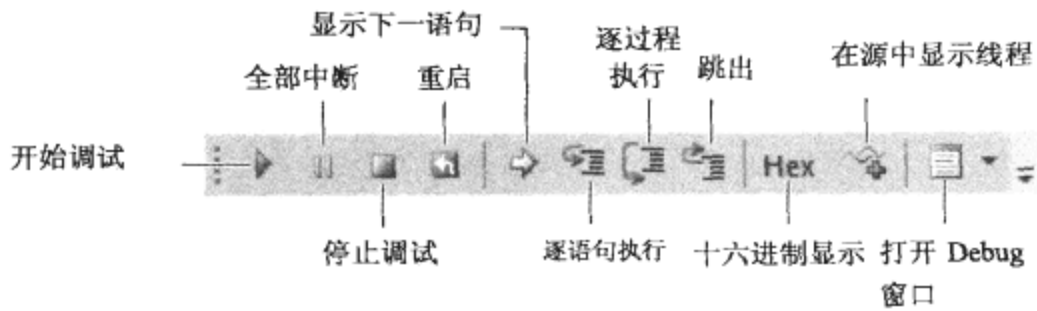 显示下一语句
逐过程
执行
跳出
在源中显示线程
全部中断
重启
开始调试
Hex
停止调试
逐语句执行
十六进制显示
打开 Debug
窗口